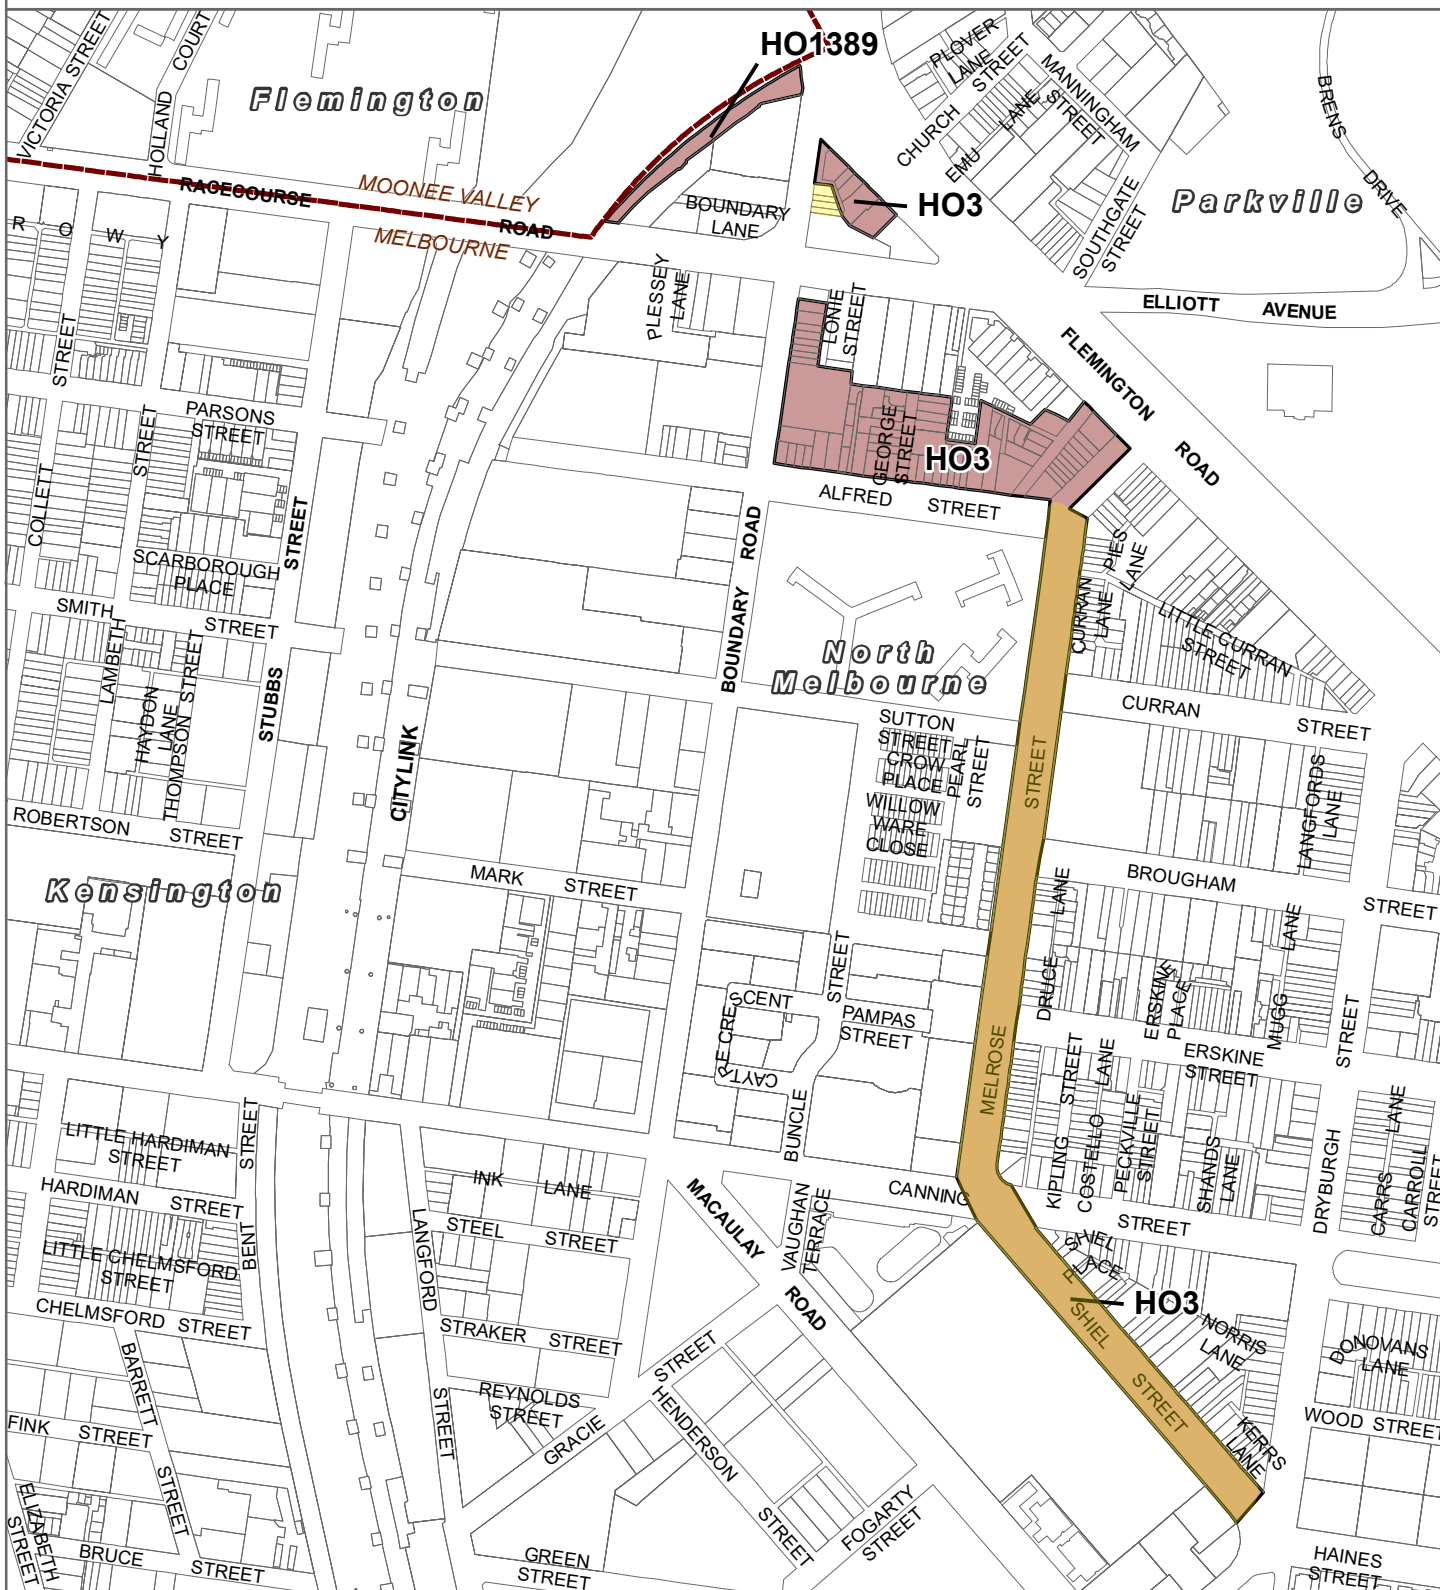 HO1389
PLOVER
LANE
STREET
VICTORIA STREET
HOLLAND COURT
Flemington
CHURCH
EMU LANE
MANNINGHAM
STREET
BRENS DRIVE
Parkville
RACECOURSE ROAD
MOONEE VALLEY
MELBOURNE
BOUNDARY
LANE
HO3
SOUTHGATE
STREET
ROWY
PLESSEY
LANE
LONIE
STREET
ELLIOTT AVENUE
FLEMINGTON ROAD
STREET
PARSONS
STREET
STREET
GEORGE
STREET
HO3
COLLETT
ALFRED STREET
STREET
BOUNDARY ROAD
SCARBOROUGH
PLACE
PIES
LANE
CURRAN
LANE
LITTLE CURRAN
STREET
SMITH STREET
LAMBETH
HAYDON
LANE
THOMPSON STREET
STUBBS
North
Melbourne
CURRAN STREET
SUTTON
STREET
CROW
PLACE
PEARL
STREET
STREET
WILLOW
WARE
CLOSE
CITYLINK
LANGFORDS
LANE
ROBERTSON STREET
Kensington
MARK STREET
BROUGHAM STREET
DRUCE LANE
MUGG LANE
ERSKINE
PLACE
STREET
CAYTRE CRESCENT
PAMPAS
STREET
ERSKINE
STREET
STREET
MELROSE
BUNCLE
KIPLING STREET
COSTELLO LANE
PECKVILLE
STREET
SHANDS
LANE
DRYBURGH
CARRS LANE
CARROLL
STREET
LITTLE HARDIMAN
STREET
HARDIMAN STREET
BENT STREET
LITTLE CHELMSFORD
STREET
CHELMSFORD STREET
INK LANE
STEEL STREET
LANGFORD STREET
STRAKER STREET
REYNOLDS
STREET
MACAULAY ROAD
VAUGHAN
TERRACE
CANNING STREET
SHIEL
PLACE
HO3
SHIEL STREET
NORRIS
LANE
DONOVANS
LANE
WOOD STREET
KERRS
LANE
BARRETT STREET
FINK STREET
ELIZABETH
STREET
BRUCE STREET
GRACIE STREET
HENDERSON STREET
FOGARTY
STREET
GREEN
STREET
HAINES
STREET